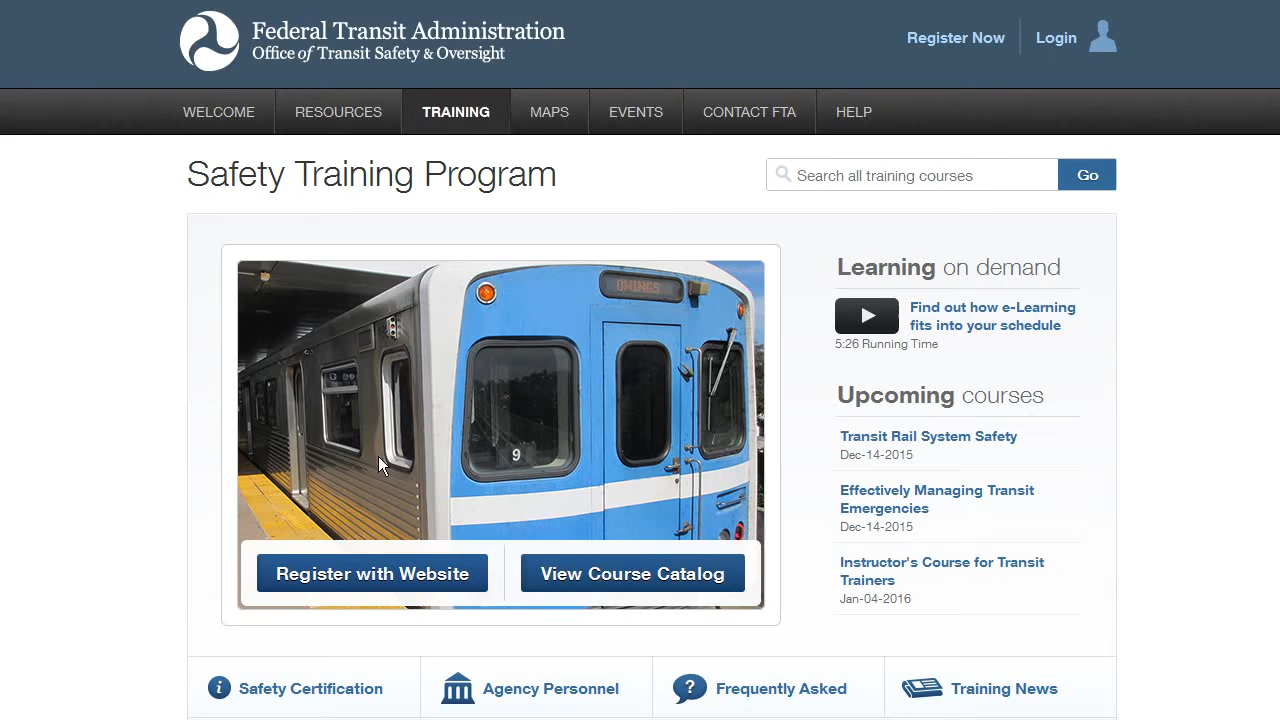 Federal Transit Administration
Office of Transit Safety & Oversight
Register Now
Login
WELCOME
RESOURCES
TRAINING
MAPS
EVENTS
CONTACT FTA
HELP
Safety Training Program
Search all training courses
Go
OWINGS
9
Register with Website
View Course Catalog
Learning on demand
Find out how e-Learning
fits into your schedule
5:26 Running Time
Upcoming courses
Transit Rail System Safety
Dec-14-2015
Effectively Managing Transit
Emergencies
Dec-14-2015
Instructor's Course for Transit
Trainers
Jan-04-2016
Safety Certification
Agency Personnel
Frequently Asked
Training News